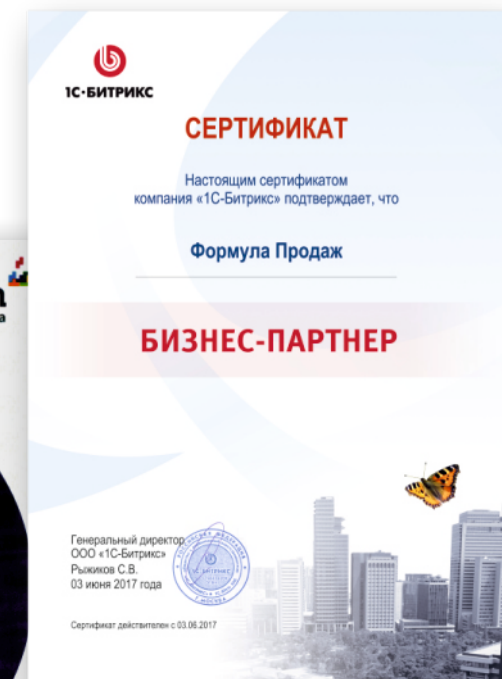 1С·БИТРИКС
СЕРТИФИКАТ
Настоящим сертификатом
компания «1С-Битрикс» подтверждает, что
Формула Продаж
БИЗНЕС-ПАРТНЕР
Генеральный директор
ООО «1С-Битрикс»
Рыжиков С.В.
03 июня 2017 года
Сертификат действителен с 03.06.2017